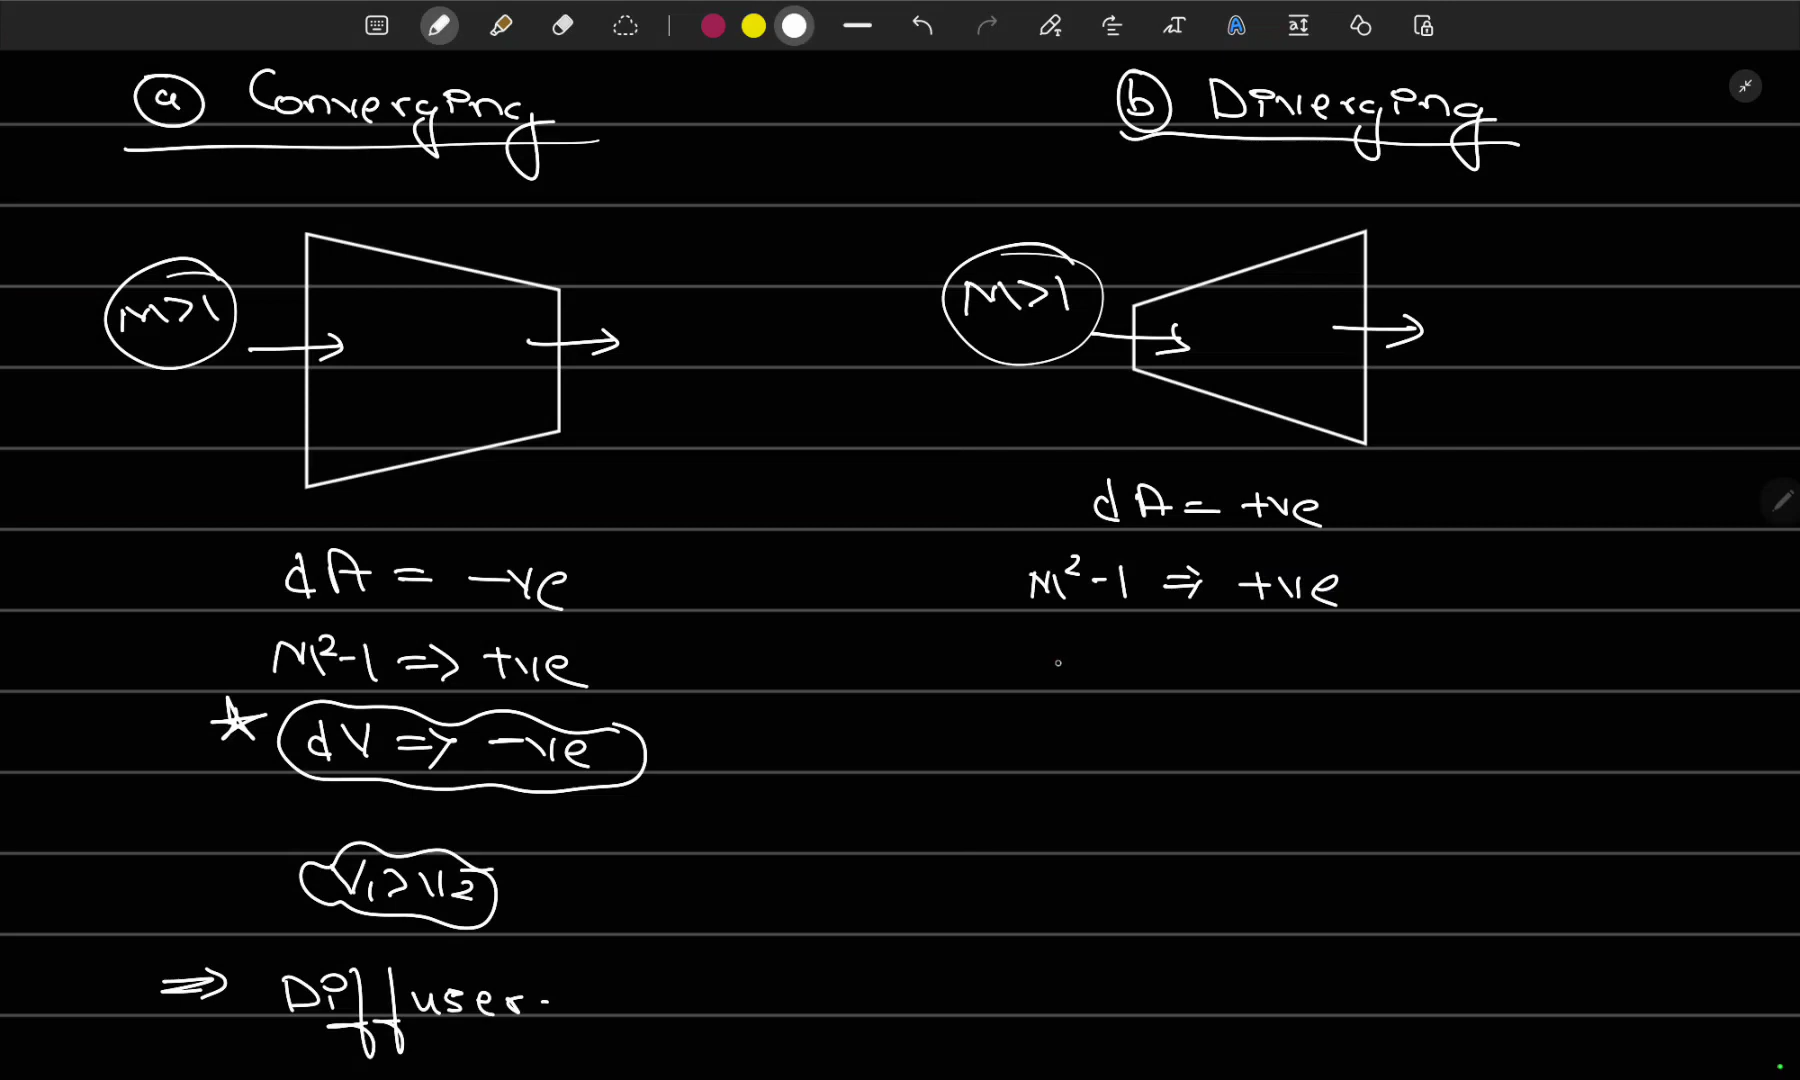 a Converging
M>1
dA = -ve
M²-1 => +ve
dV => -ve
V₁>V₂
=> Diffuser.
b Diverging
M>1
dA = +ve
M²-1 => +ve